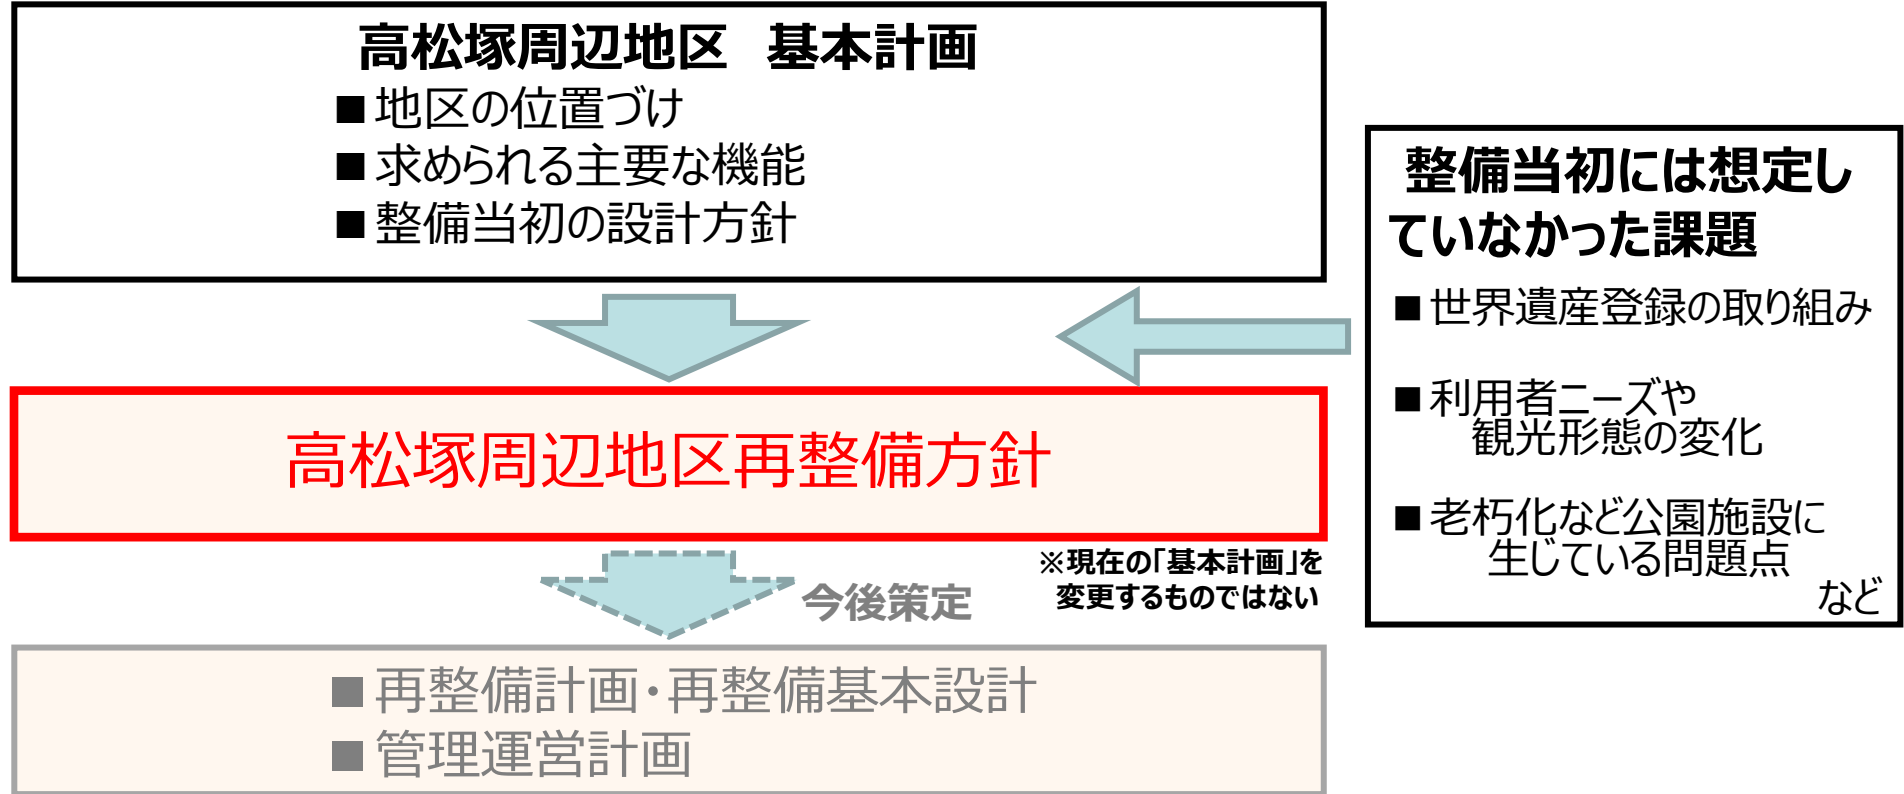 高松塚周辺地区　基本計画
■地区の位置づけ
■求められる主要な機能
■整備当初の設計方針
整備当初には想定し
ていなかった課題
■世界遺産登録の取り組み
■利用者ニーズや
観光形態の変化
■老朽化など公園施設に
生じている問題点
など
高松塚周辺地区再整備方針
※現在の「基本計画」を
変更するものではない
今後策定
■再整備計画・再整備基本設計
■管理運営計画